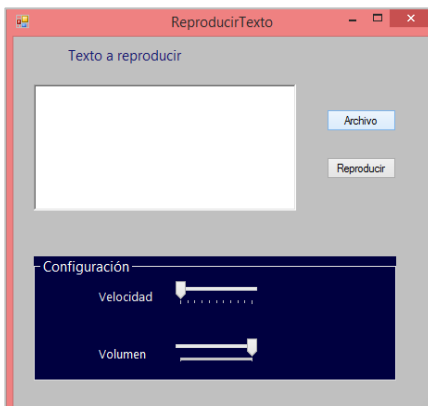 ReproducirTexto
Texto a reproducir
Archivo
Reproducir
Configuración
Velocidad
Volumen